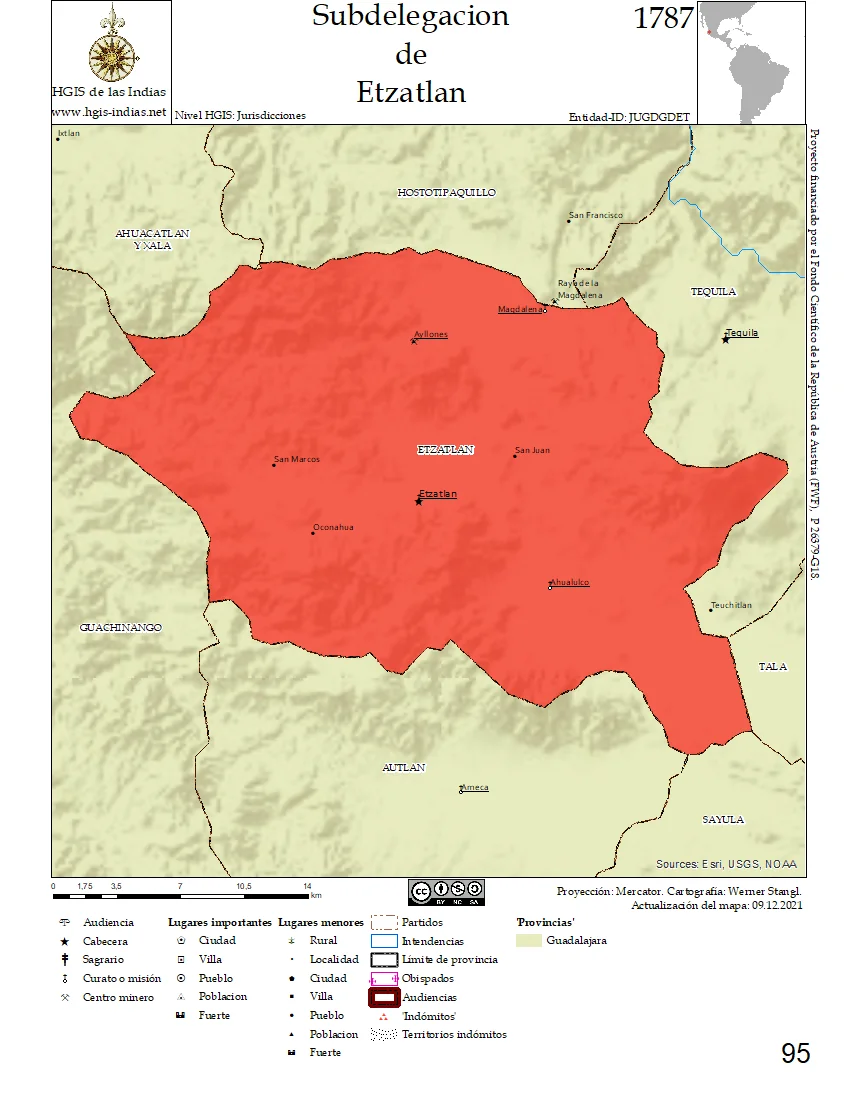 Subdelegacion
de
Etzatlan
1787
HGIS de las Indias
www.hgis-indias.net
Nivel HGIS: Jurisdicciones
Entidad-ID: JUGDGDET
Proyecto financiado por el Fondo Científico de la República de Austria (FWF), P 26379-G18.
Ixtlan
HOSTOTIPAQUILLO
San Francisco
AHUACATLAN
Y XALA
Raya de la
Magdalena
TEQUILA
Magdalena
Tequila
Ayllones
ETZATLAN
San Juan
San Marcos
Etzatlan
Oconahua
Ahualulco
Teuchitlan
GUACHINANGO
TALA
AUTLAN
Ameca
SAYULA
Sources: Esri, USGS, NOAA
0 1,75 3,5 7 10,5 14
km
CC BY NC SA
Proyección: Mercator. Cartografía: Werner Stangl.
Actualización del mapa: 09.12.2021
Audiencia
Cabecera
Sagrario
Curato o misión
Centro minero
Lugares importantes
Ciudad
Villa
Pueblo
Poblacion
Fuerte
Lugares menores
Rural
Localidad
Ciudad
Villa
Pueblo
Poblacion
Fuerte
Partidos
Intendencias
Límite de provincia
Obispados
Audiencias
'Indómitos'
Territorios indómitos
'Provincias'
Guadalajara
95